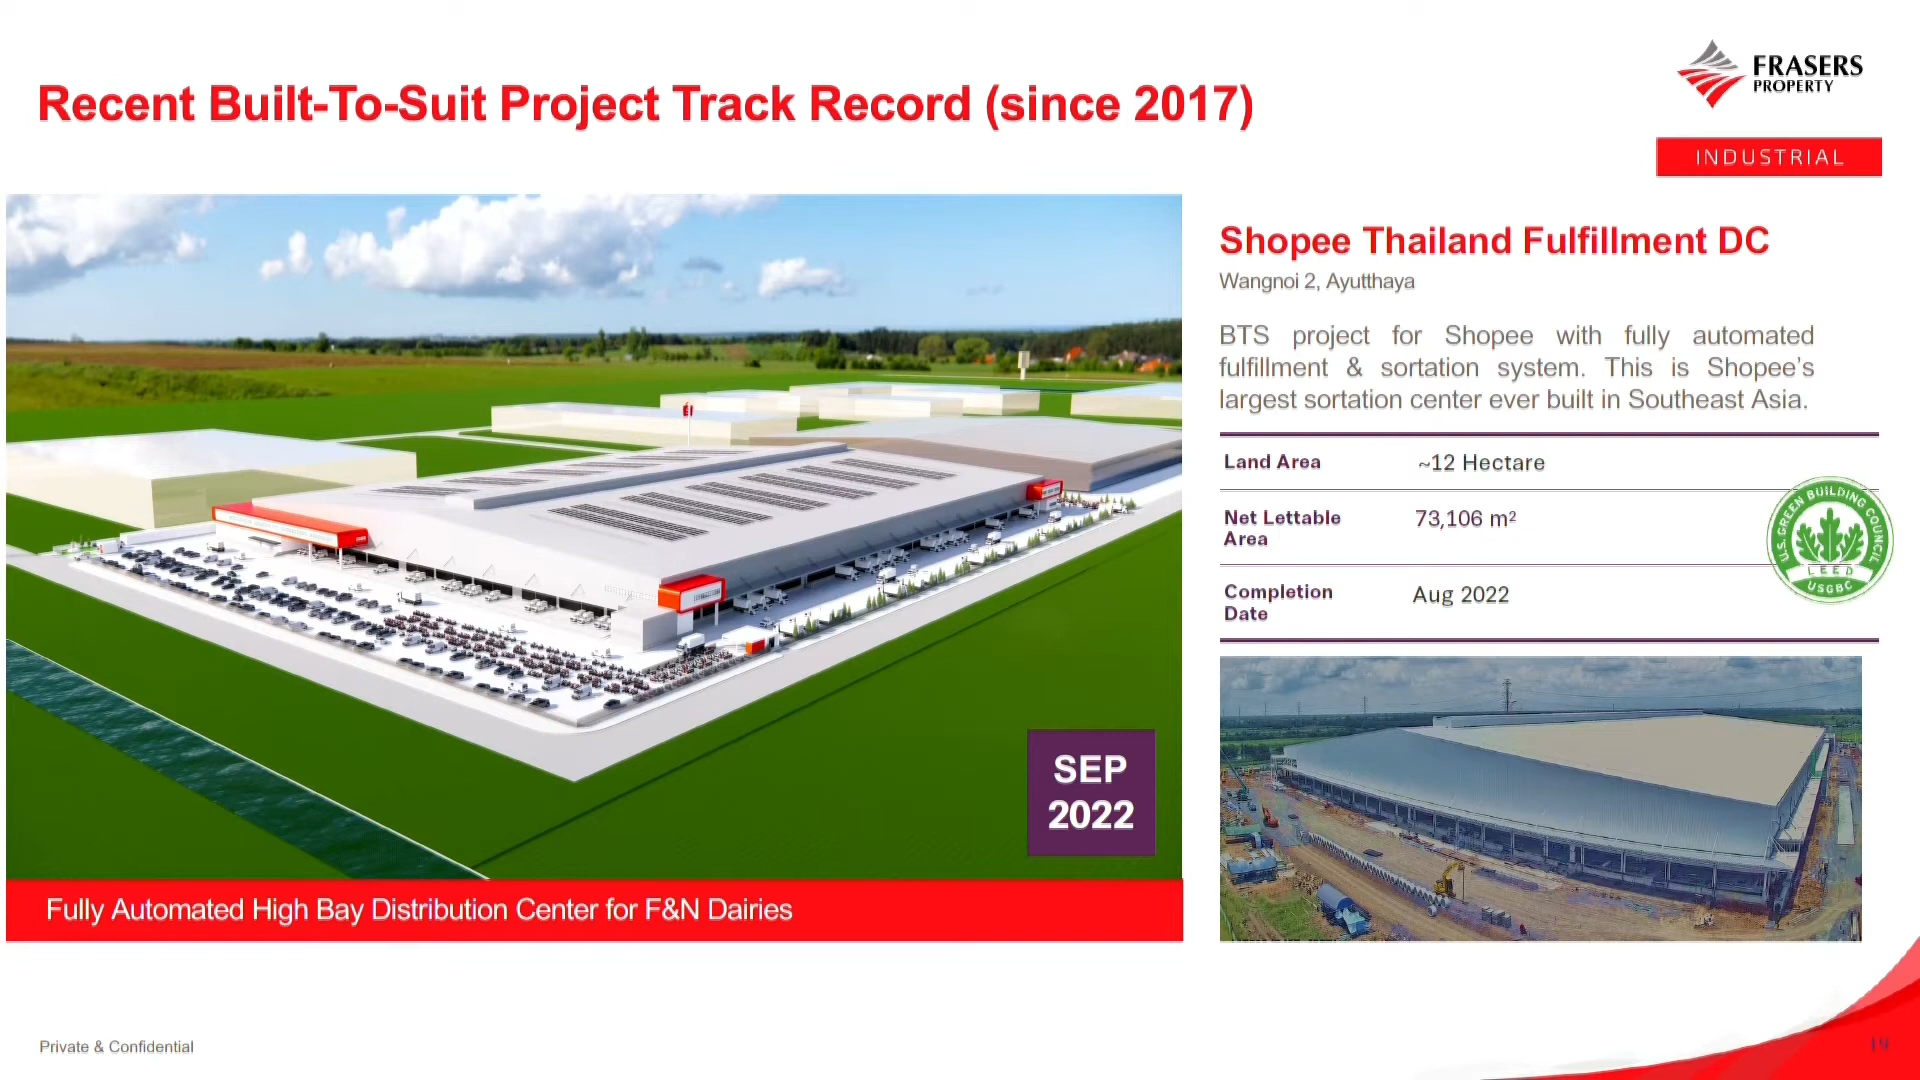 Recent Built-To-Suit Project Track Record (since 2017)
FRASERS
PROPERTY
INDUSTRIAL
SEP
2022
Fully Automated High Bay Distribution Center for F&N Dairies
Shopee Thailand Fulfillment DC
Wangnoi 2, Ayutthaya
BTS project for Shopee with fully automated
fulfillment & sortation system. This is Shopee’s
largest sortation center ever built in Southeast Asia.
Land Area ~12 Hectare
Net Lettable
Area
73,106 m²
Completion
Date
Aug 2022
U.S. GREEN BUILDING COUNCIL
LEED
USGBC
Private & Confidential
19